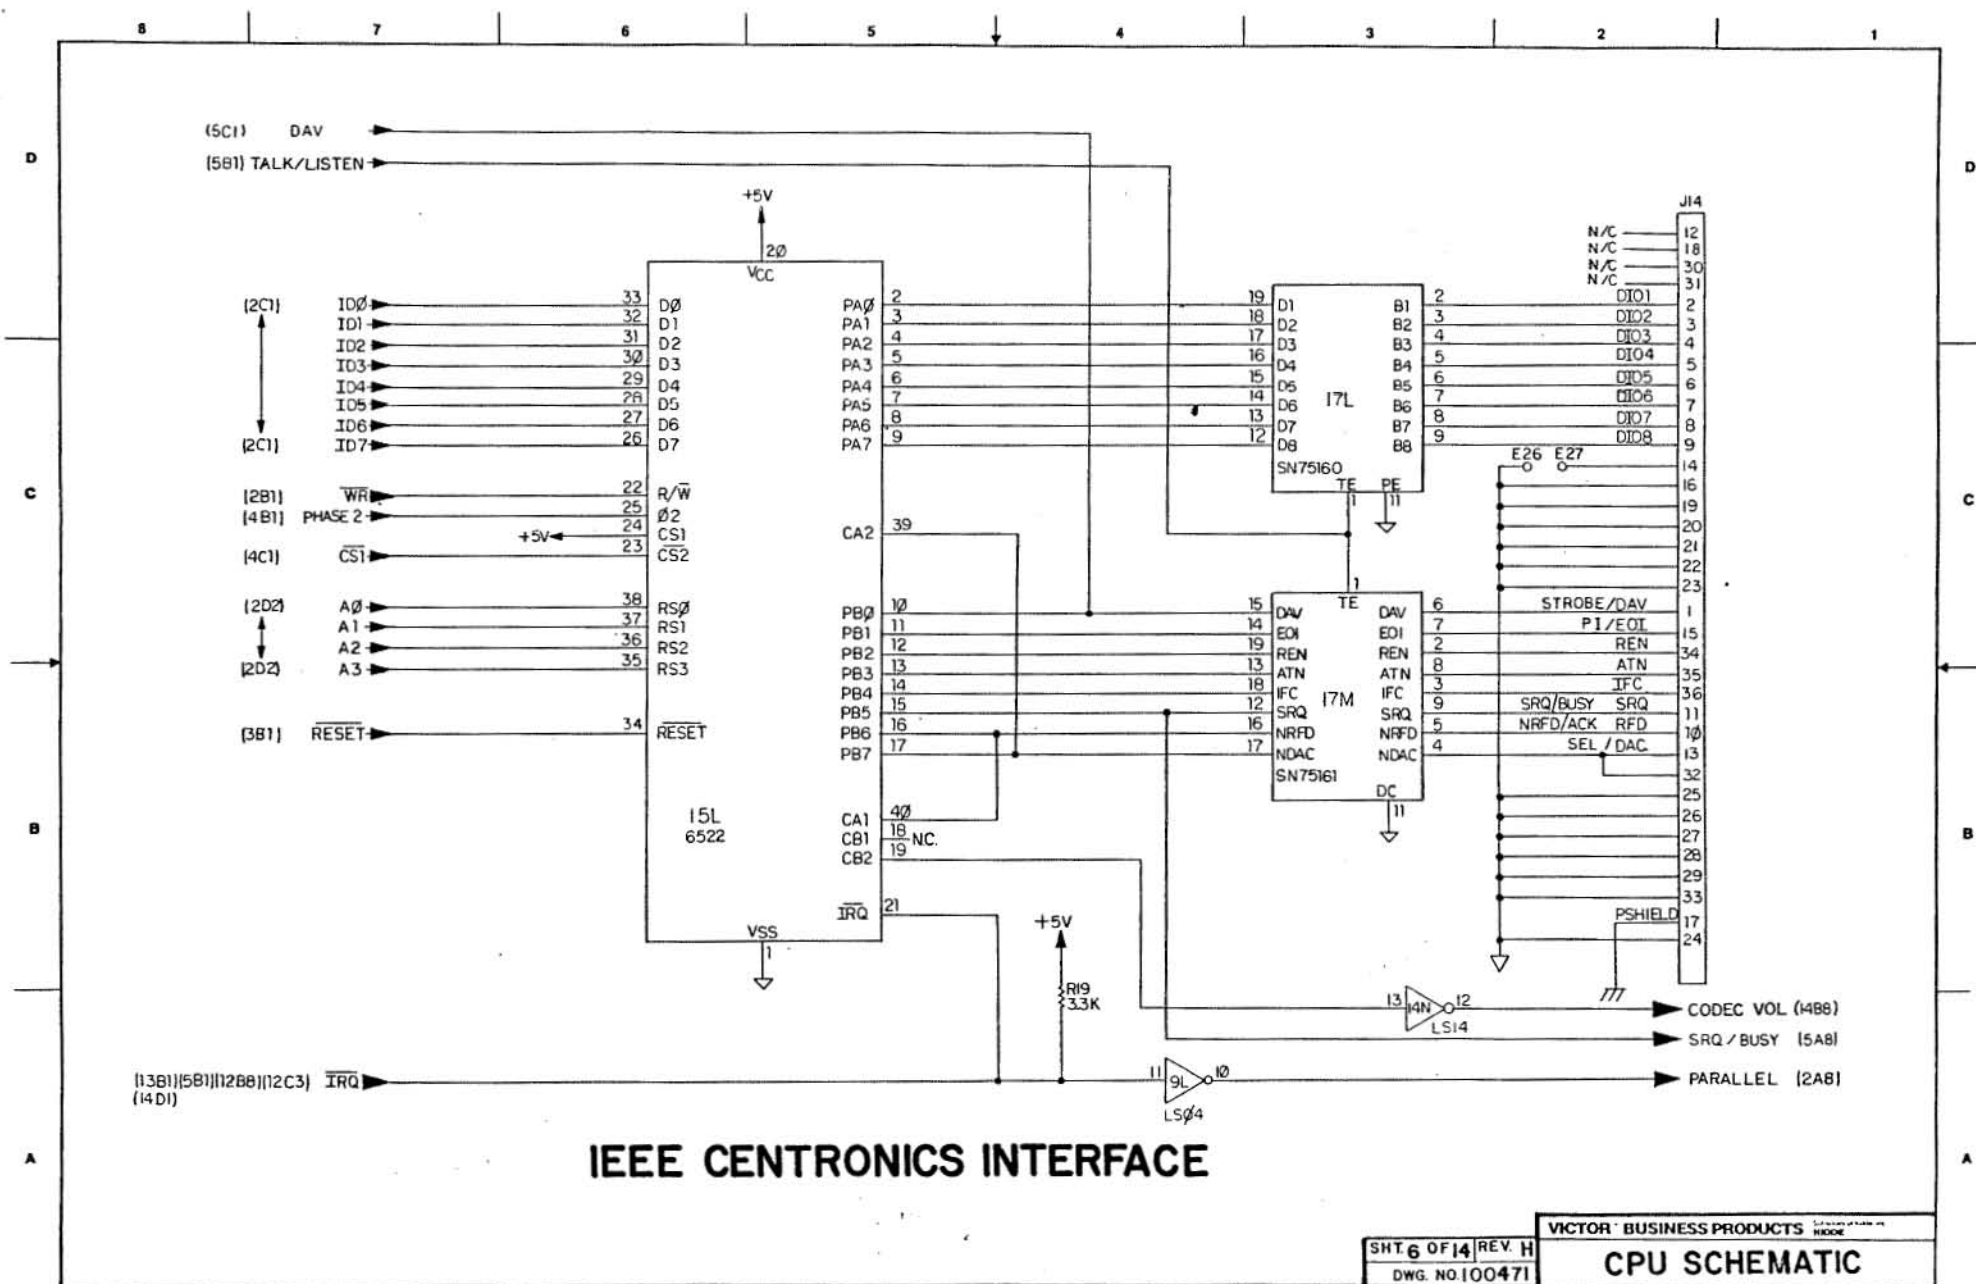 8 7 6 5 4 3 2 1
D D
(5C1) DAV
(5B1) TALK/LISTEN
+5V
J14
20
VCC
N/C 12
N/C 18
N/C 30
N/C 31
(2C1) ID0 33 D0 PA0 2 19 D1 B1 2 DIO1 2
ID1 32 D1 PA1 3 18 D2 B2 3 DIO2 3
ID2 31 D2 PA2 4 17 D3 B3 4 DIO3 4
ID3 30 D3 PA3 5 16 D4 B4 5 DIO4 5
ID4 29 D4 PA4 6 15 D5 B5 6 DIO5 6
ID5 28 D5 PA5 7 14 D6 17L B6 7 DIO6 7
ID6 27 D6 PA6 8 13 D7 B7 8 DIO7 8
(2C1) ID7 26 D7 PA7 9 12 D8 B8 9 DIO8 9
SN75160 E26 E27 14
TE PE
1 11
C C
(2B1) WR 22 R/W 16
(4B1) PHASE 2 25 Ø2 19
+5V 24 CS1 CA2 39 20
(4C1) CS1 23 CS2 21
22
23
(2D2) A0 38 RS0
A1 37 RS1
A2 36 RS2
(2D2) A3 35 RS3
1
TE
PB0 10 15 DAV DAV 6 STROBE/DAV 1
PB1 11 14 EOI EOI 7 PI/EOI 15
PB2 12 19 REN REN 2 REN 34
PB3 13 13 ATN ATN 8 ATN 35
PB4 14 18 IFC 17M IFC 3 IFC 36
PB5 15 12 SRQ SRQ 9 SRQ/BUSY SRQ 11
(3B1) RESET 34 RESET PB6 16 16 NRFD NRFD 5 NRFD/ACK RFD 10
PB7 17 17 NDAC NDAC 4 SEL / DAC 13
SN75161 32
DC
11
25
26
27
28
29
33
B B
15L
6522
CA1 40
CB1 18 N.C.
CB2 19
IRQ 21
VSS
1
PSHIELD 17
24
+5V
R19
3.3K
13 14N 12 CODEC VOL (14B8)
LS14
SRQ / BUSY (5A8)
(13B1)(5B1)(12B8)(12C3) IRQ 11 9L 10 PARALLEL (2A8)
(14D1)
LS04
A A
IEEE CENTRONICS INTERFACE
VICTOR BUSINESS PRODUCTS
SHT. 6 OF 14 REV. H
DWG. NO. 100471
CPU SCHEMATIC